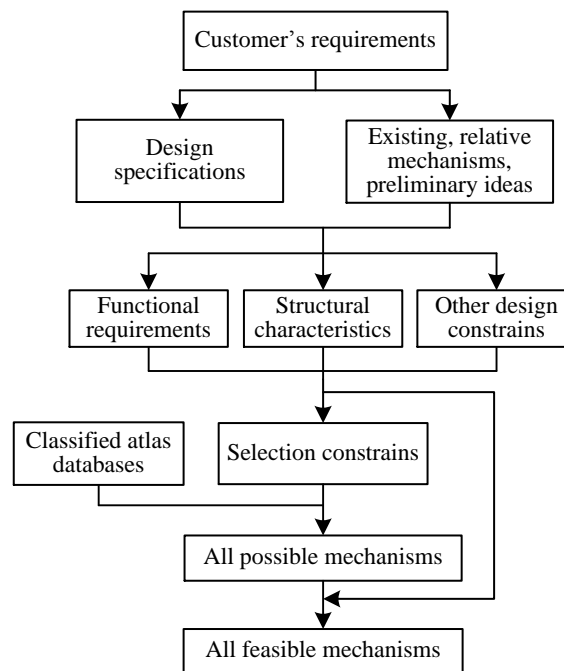 Customer’s requirements
Design
specifications
Existing, relative
mechanisms,
preliminary ideas
Functional
requirements
Structural
characteristics
Other design
constrains
Classified atlas
databases
Selection constrains
All possible mechanisms
All feasible mechanisms